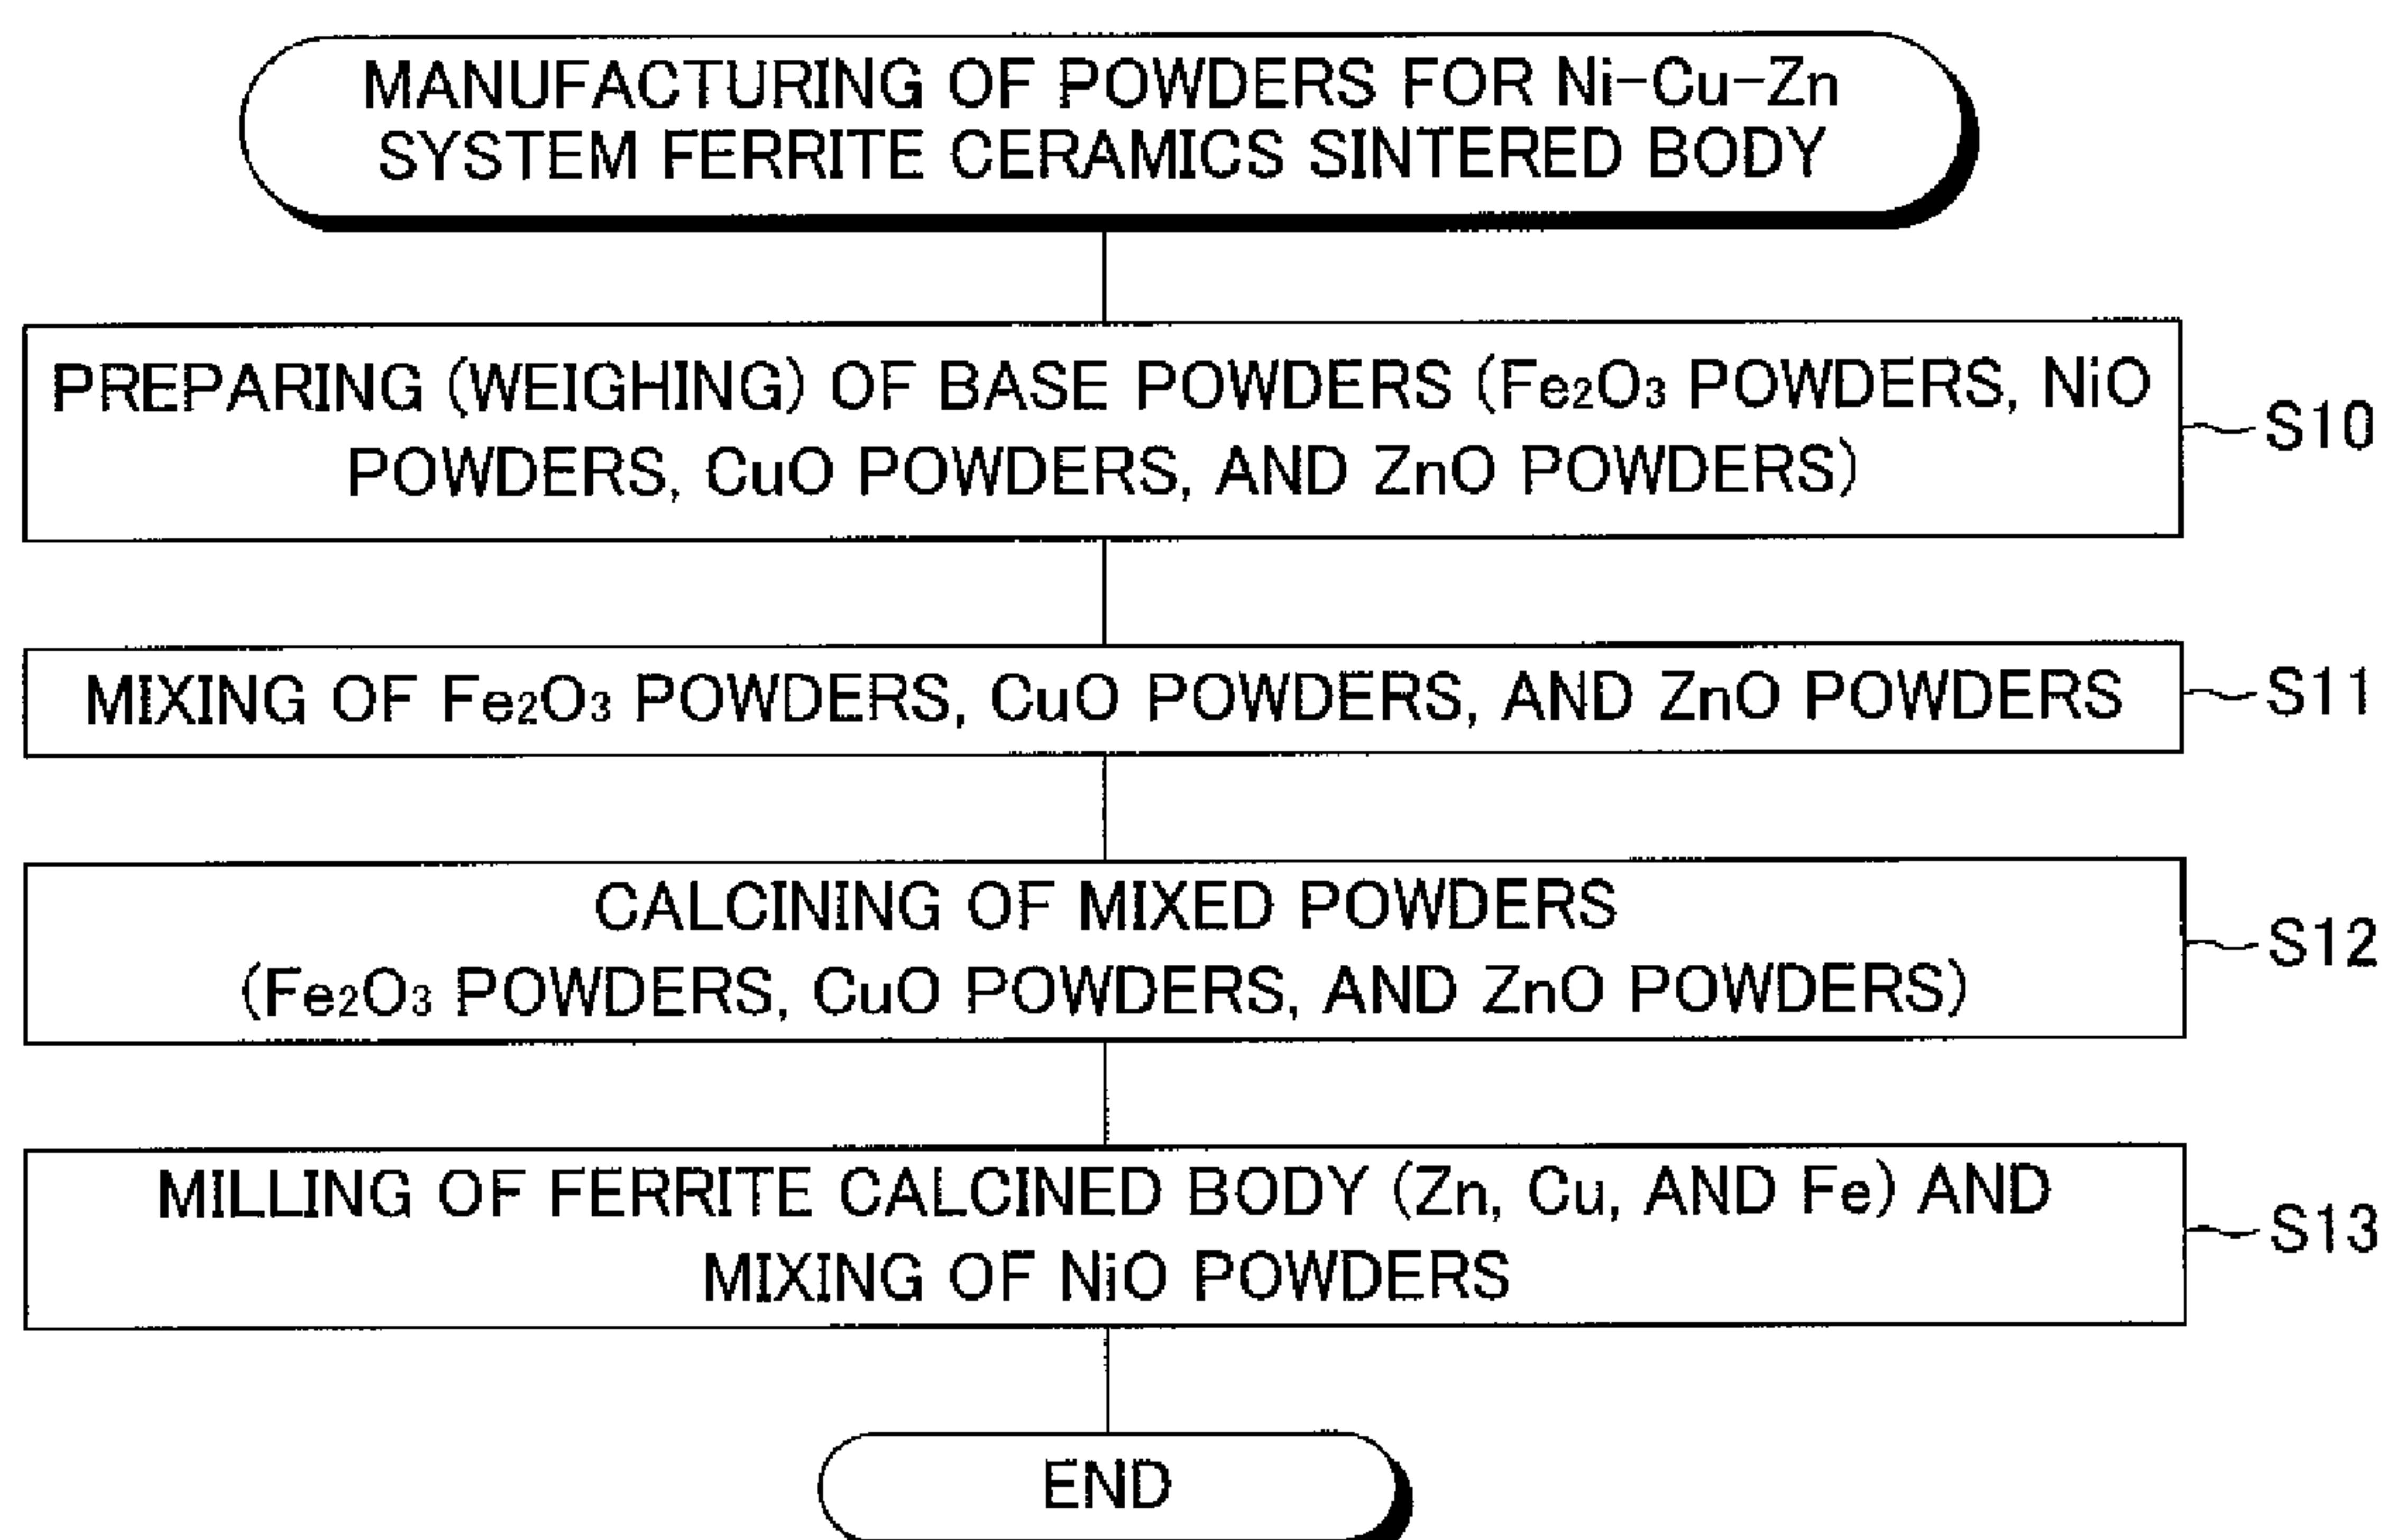 MANUFACTURING OF POWDERS FOR Ni-Cu-Zn
SYSTEM FERRITE CERAMICS SINTERED BODY
PREPARING (WEIGHING) OF BASE POWDERS (Fe₂O₃ POWDERS, NiO
POWDERS, CuO POWDERS, AND ZnO POWDERS)
S10
MIXING OF Fe₂O₃ POWDERS, CuO POWDERS, AND ZnO POWDERS
S11
CALCINING OF MIXED POWDERS
(Fe₂O₃ POWDERS, CuO POWDERS, AND ZnO POWDERS)
S12
MILLING OF FERRITE CALCINED BODY (Zn, Cu, AND Fe) AND
MIXING OF NiO POWDERS
S13
END